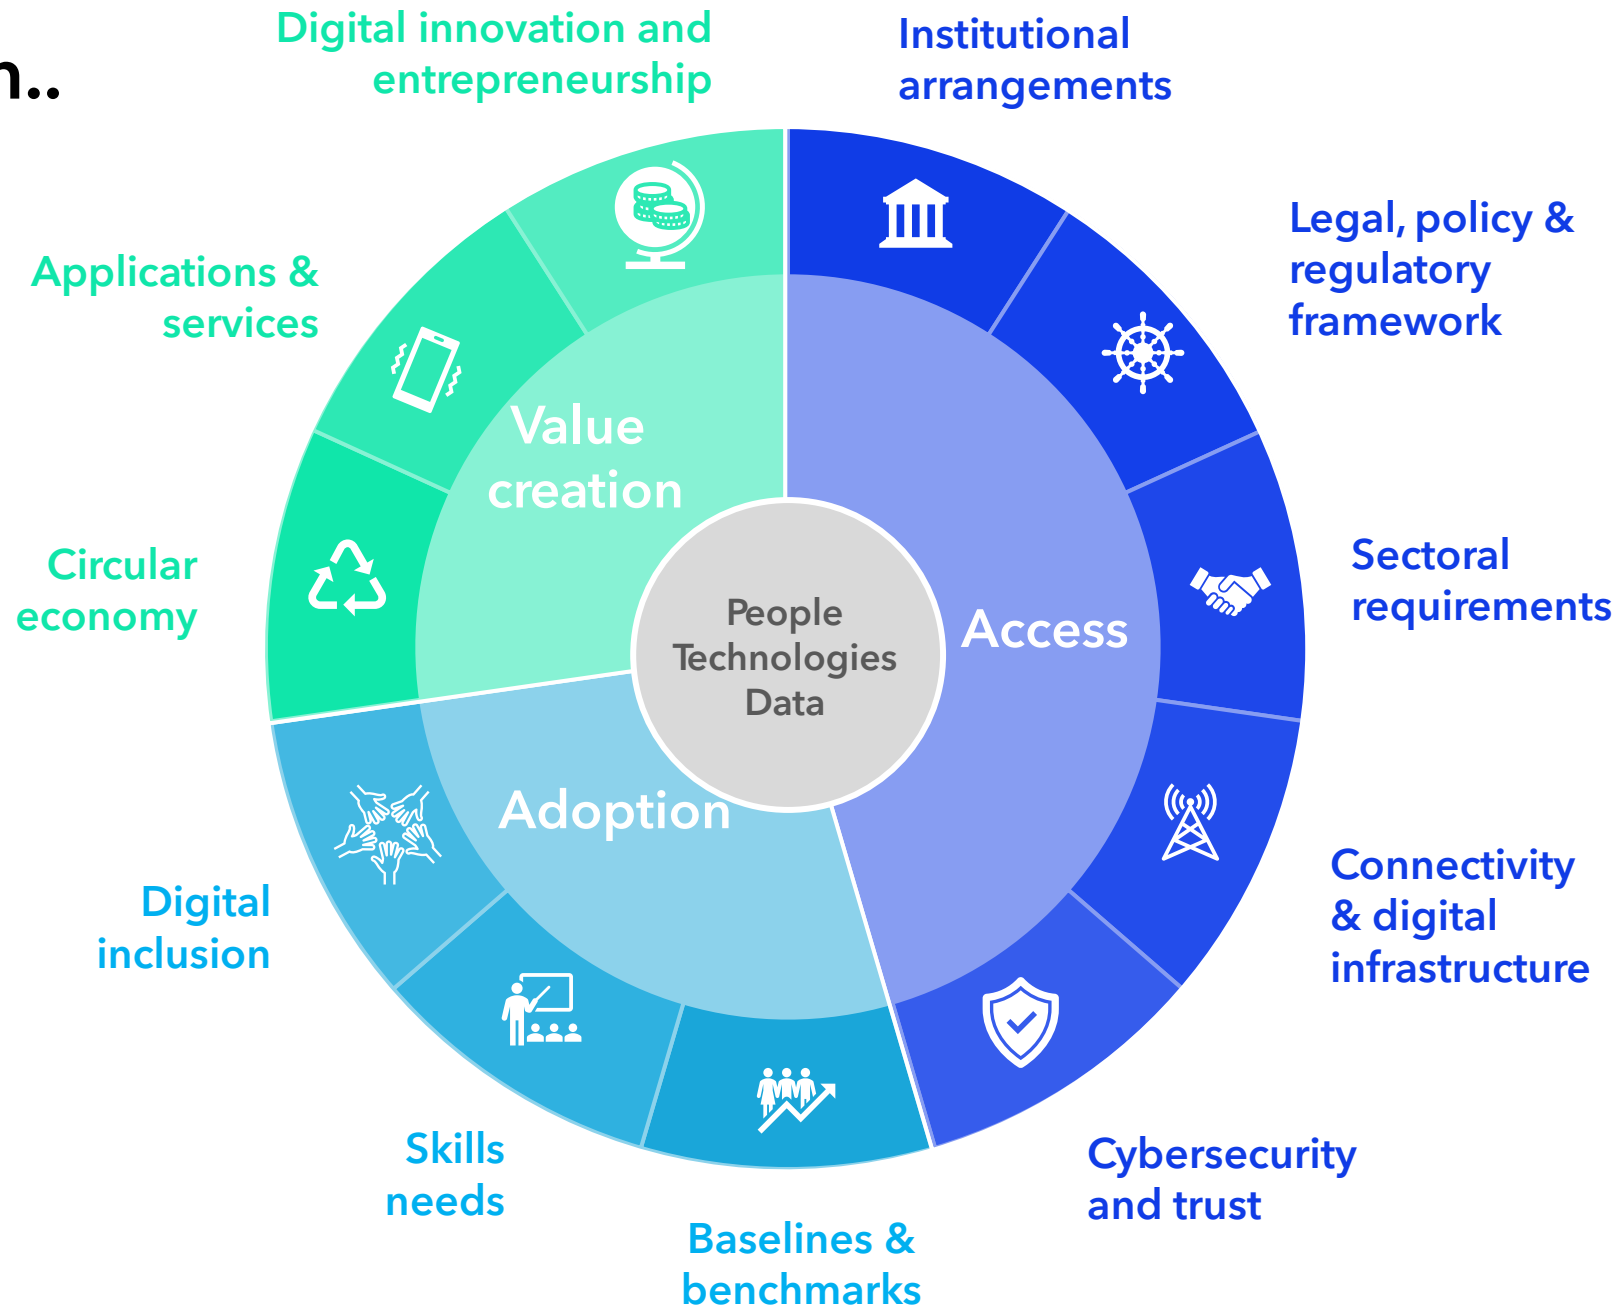 n..
Digital innovation and
entrepreneurship
Institutional
arrangements
Legal, policy &
regulatory
framework
Applications &
services
Value
creation
Circular
economy
Sectoral
requirements
People
Technologies
Data
Access
Adoption
Connectivity
& digital
infrastructure
Digital
inclusion
Skills
needs
Cybersecurity
and trust
Baselines &
benchmarks